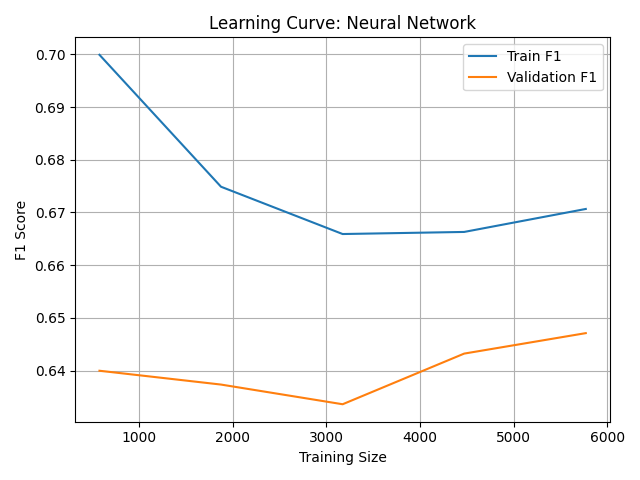 Learning Curve: Neural Network
Train F1
Validation F1
F1 Score
0.70
0.69
0.68
0.67
0.66
0.65
0.64
1000 2000 3000 4000 5000 6000
Training Size